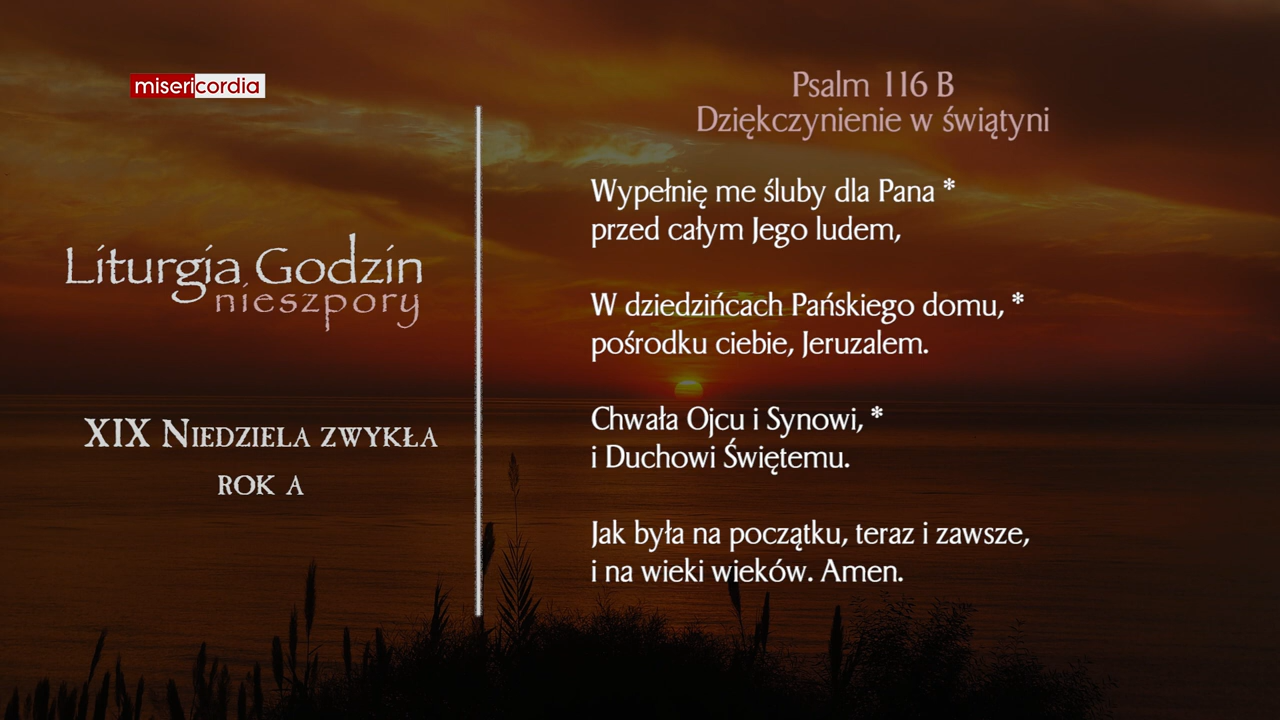 misericordia
Liturgia Godzin
nieszpory
XIX Niedziela zwykła
rok A
Psalm 116 B
Dziękczynienie w świątyni
Wypełnię me śluby dla Pana *
przed całym Jego ludem,
W dziedzińcach Pańskiego domu, *
pośrodku ciebie, Jeruzalem.
Chwała Ojcu i Synowi, *
i Duchowi Świętemu.
Jak była na początku, teraz i zawsze,
i na wieki wieków. Amen.